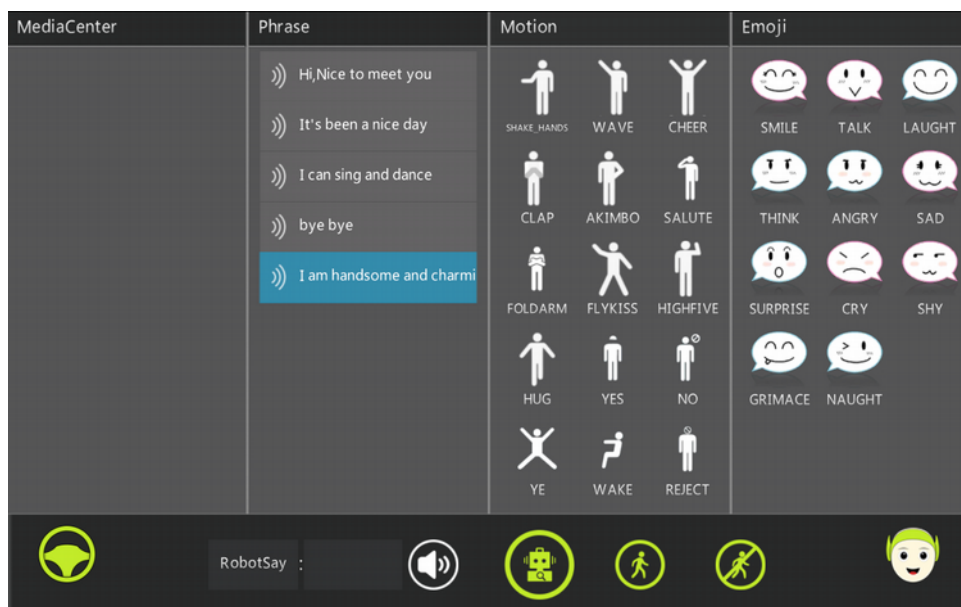 MediaCenter
Phrase
Motion
Emoji
Hi,Nice to meet you
It's been a nice day
I can sing and dance
bye bye
I am handsome and charmi
SHAKE_HANDS WAVE CHEER
CLAP AKIMBO SALUTE
FOLDARM FLYKISS HIGHFIVE
HUG YES NO
YE WAKE REJECT
SMILE TALK LAUGHT
THINK ANGRY SAD
SURPRISE CRY SHY
GRIMACE NAUGHT
RobotSay :